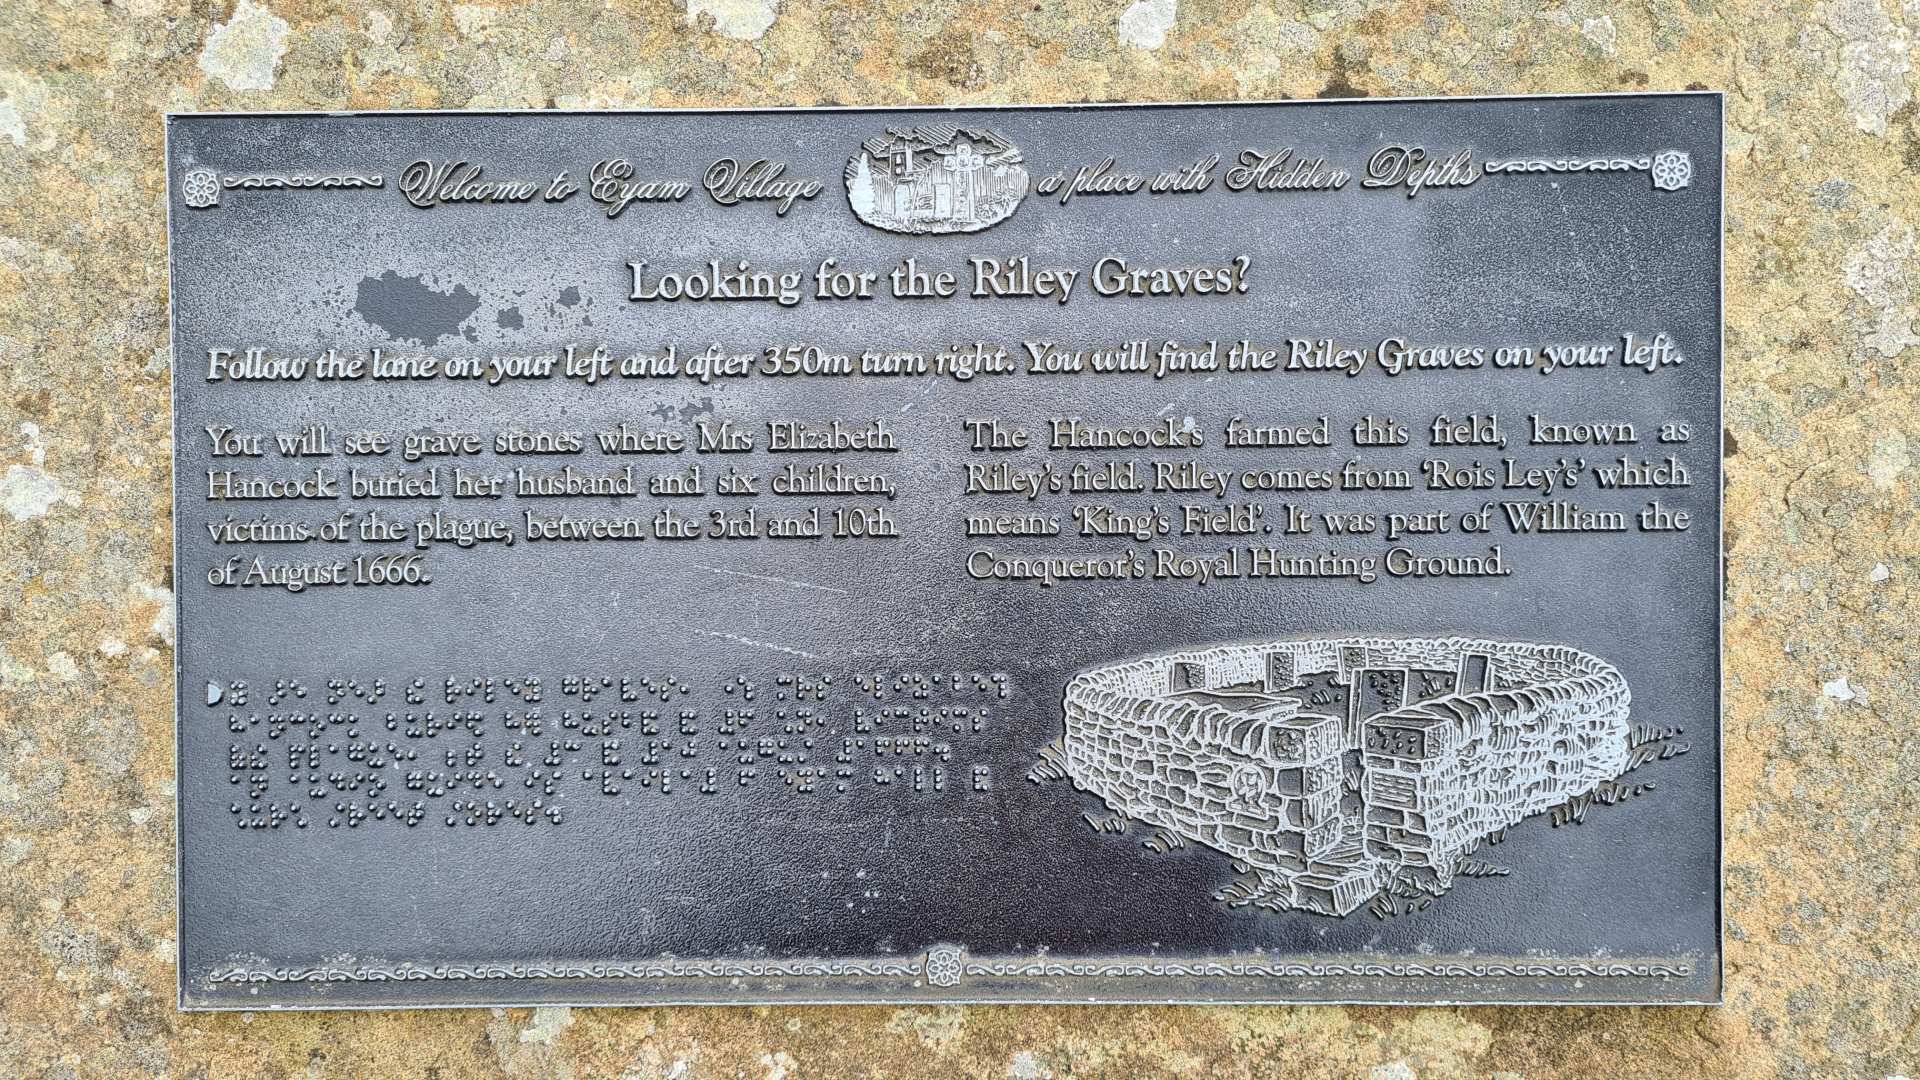 Welcome to Eyam Village a place with Hidden Depths
Looking for the Riley Graves?
Follow the lane on your left and after 350m turn right. You will find the Riley Graves on your left.
You will see grave stones where Mrs Elizabeth
Hancock buried her husband and six children,
victims of the plague, between the 3rd and 10th
of August 1666.
The Hancock's farmed this field, known as
Riley's field. Riley comes from 'Rois Ley's' which
means 'King's Field'. It was part of William the
Conqueror's Royal Hunting Ground.